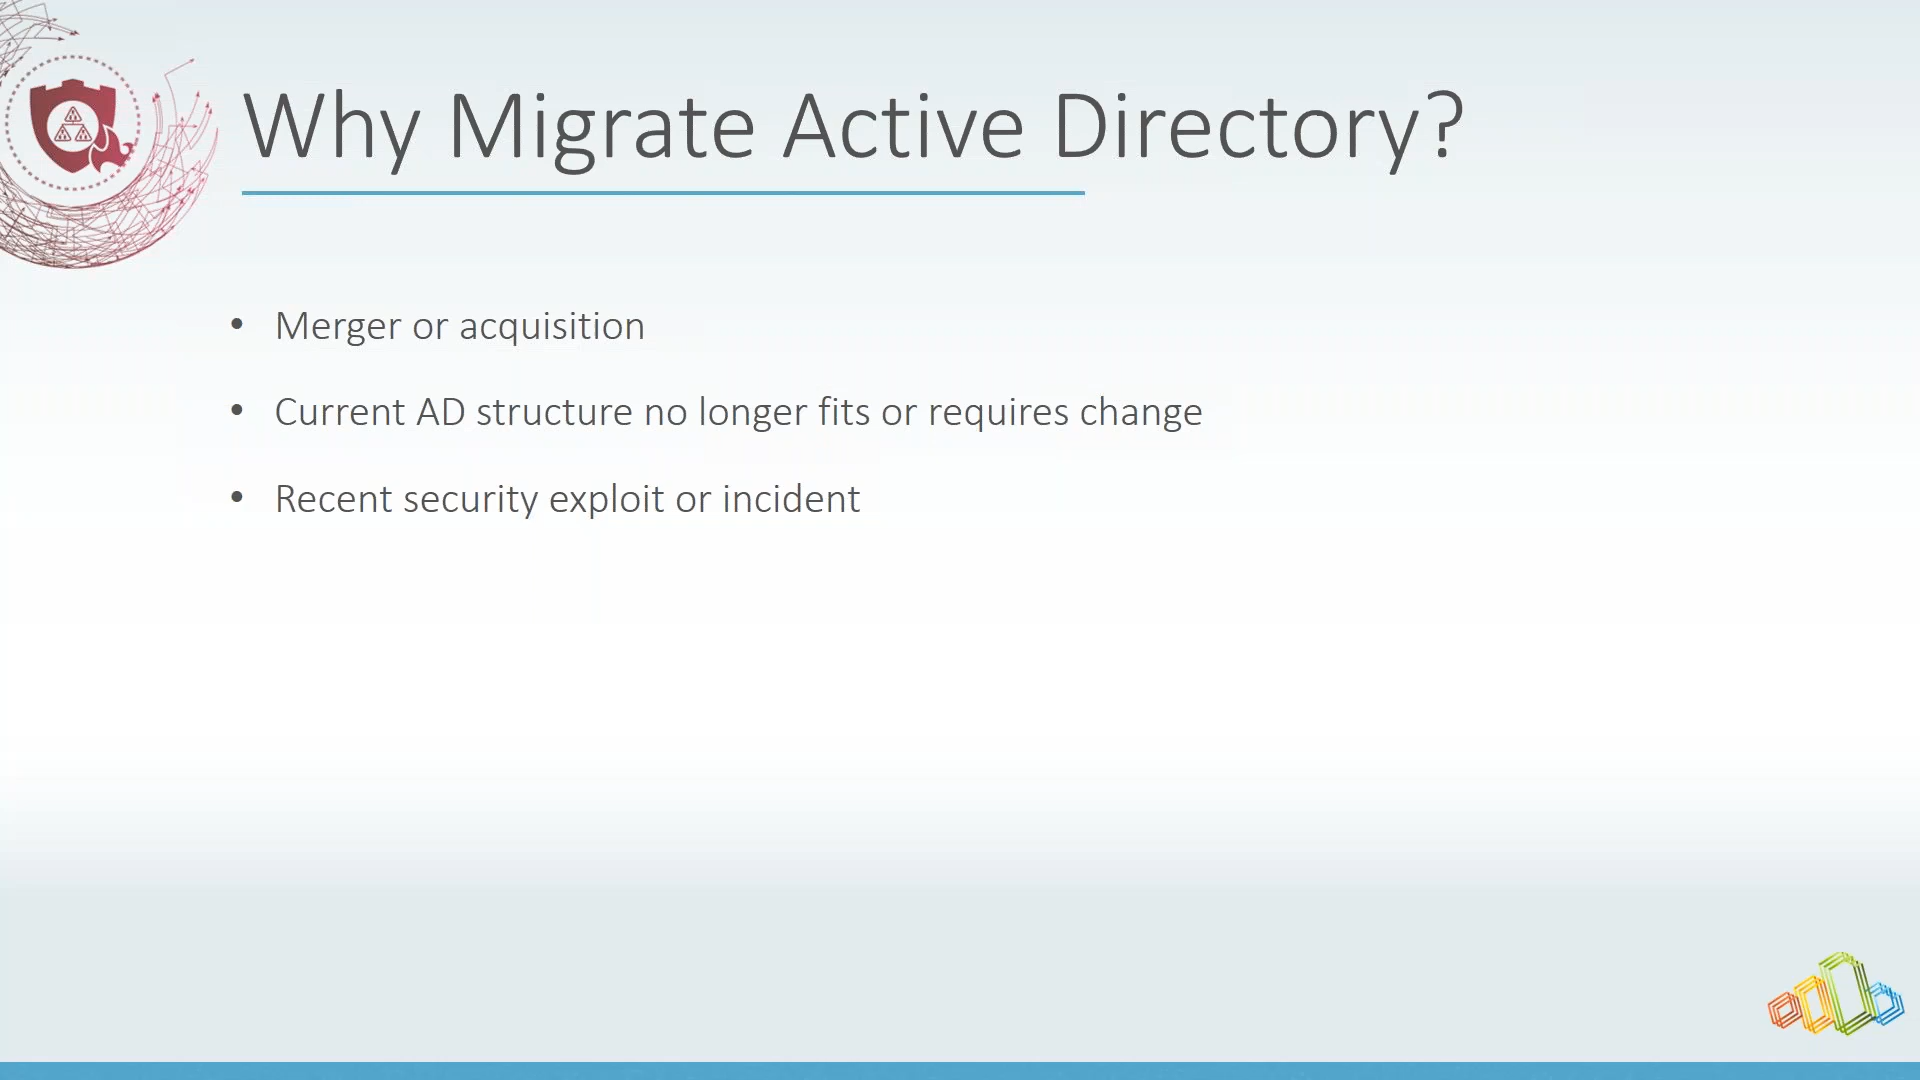 Why Migrate Active Directory?
• Merger or acquisition
• Current AD structure no longer fits or requires change
• Recent security exploit or incident